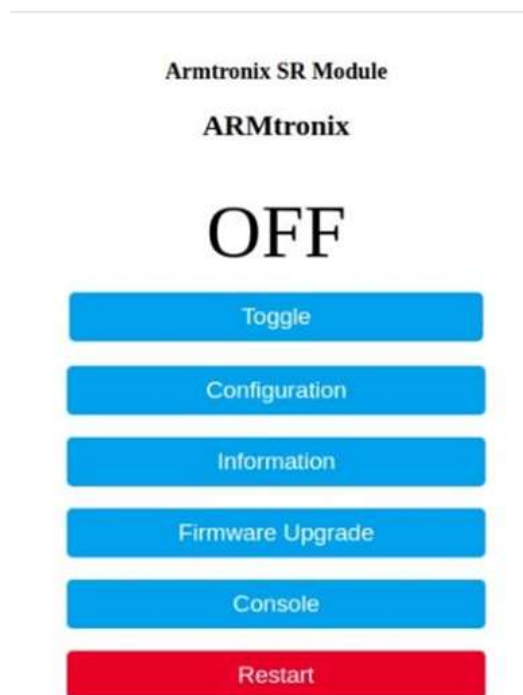 Armtronix SR Module
ARMtronix
OFF
Toggle
Configuration
Information
Firmware Upgrade
Console
Restart